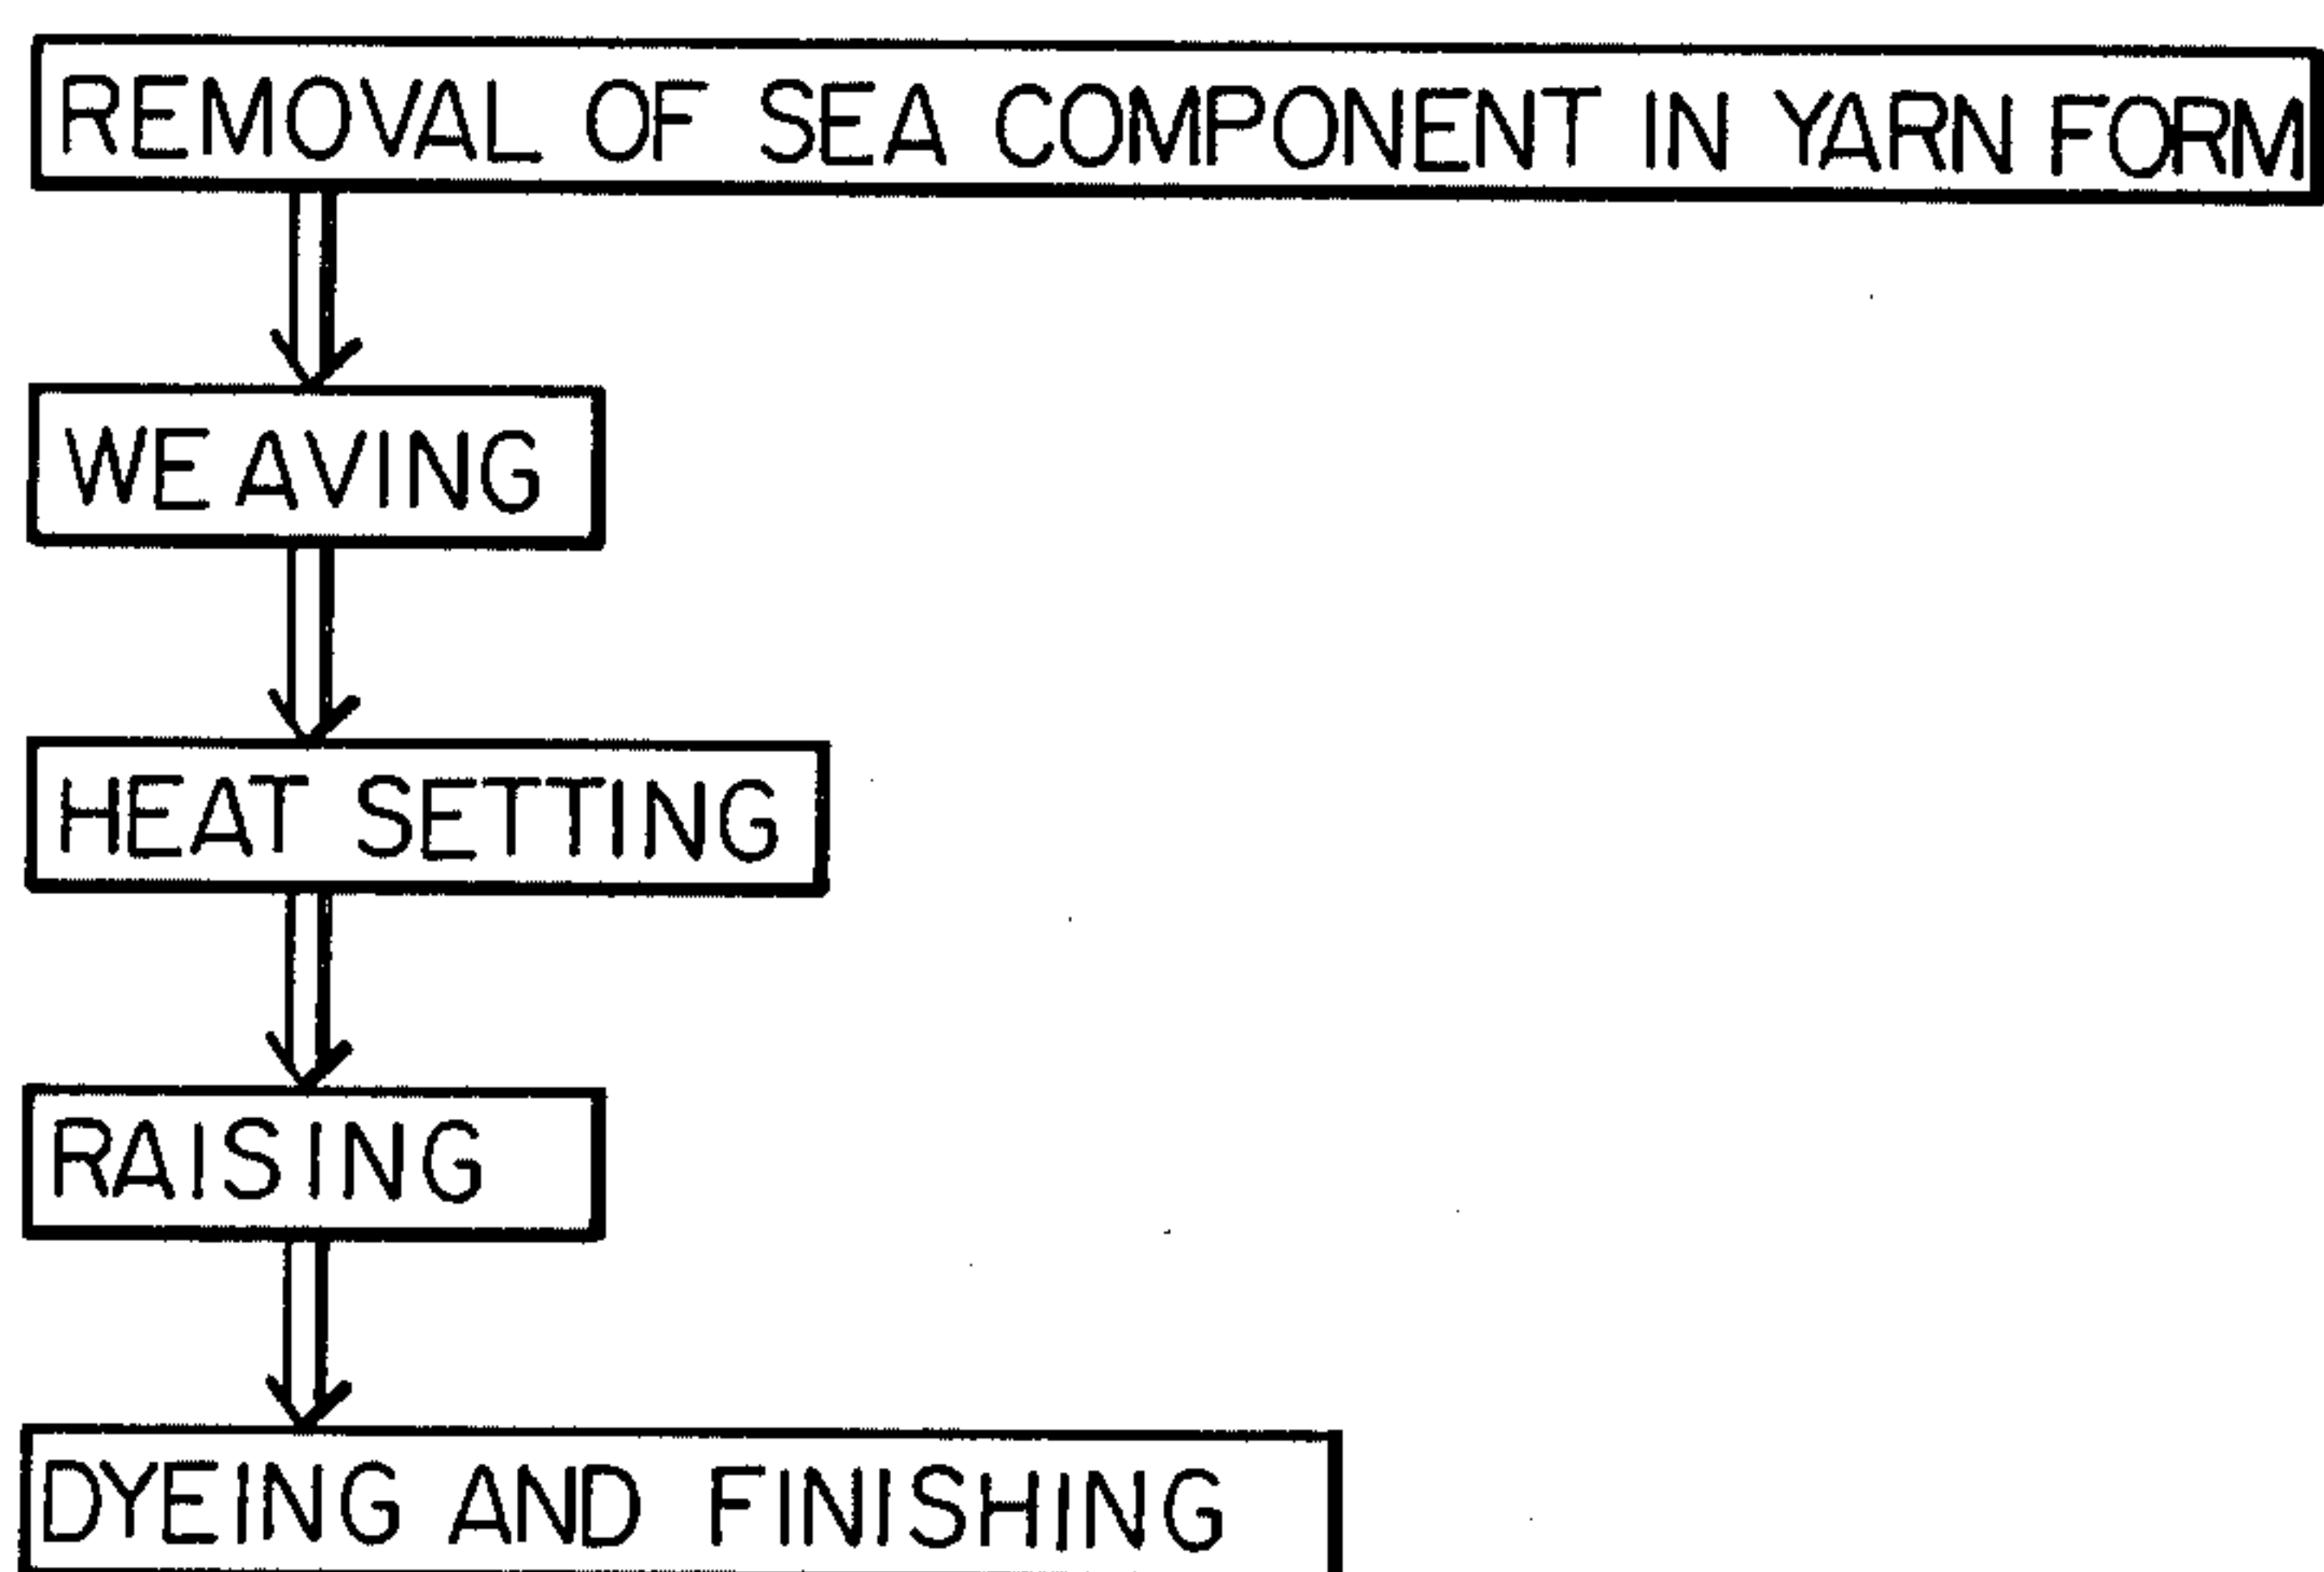 REMOVAL OF SEA COMPONENT IN YARN FORM
WEAVING
HEAT SETTING
RAISING
DYEING AND FINISHING